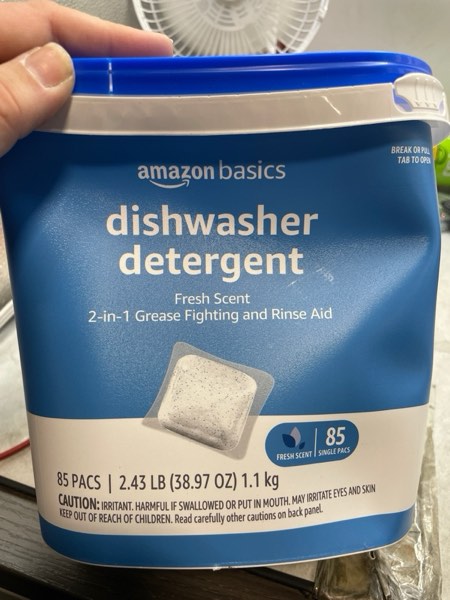 BREAK OR PULL
TAB TO OPEN
amazon basics
dishwasher
detergent
Fresh Scent
2-in-1 Grease Fighting and Rinse Aid
85
FRESH SCENT | SINGLE PACS
85 PACS | 2.43 LB (38.97 OZ) 1.1 kg
CAUTION: IRRITANT. HARMFUL IF SWALLOWED OR PUT IN MOUTH. MAY IRRITATE EYES AND SKIN
KEEP OUT OF REACH OF CHILDREN. Read carefully other cautions on back panel.